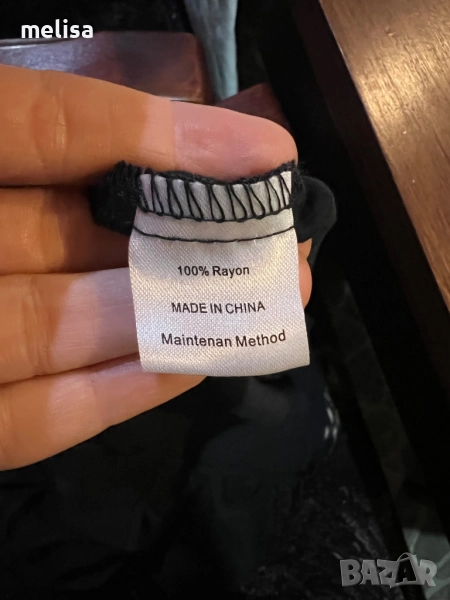 melisa
100% Rayon
MADE IN CHINA
Maintenan Method
BAZAR